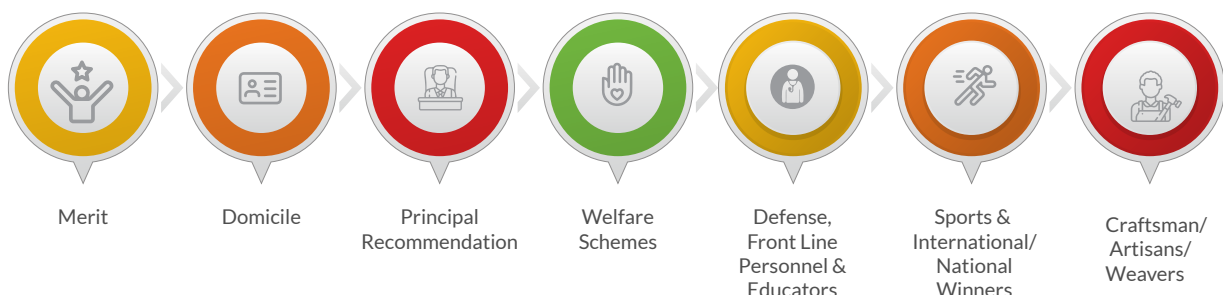 Merit
Domicile
Principal
Recommendation
Welfare
Schemes
Defense,
Front Line
Personnel &
Educators
Sports &
International/
National
Winners
Craftsman/
Artisans/
Weavers